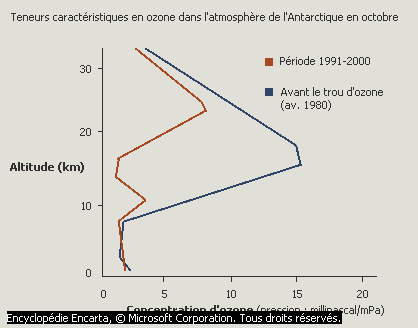 Teneurs caractéristiques en ozone dans l'atmosphère de l'Antarctique en octobre
30
Période 1991-2000
Avant le trou d'ozone
(av. 1980)
20
Altitude (km)
10
0
0 5 10 15 20
Concentration d'ozone (pression : millipascal/mPa)
Encyclopédie Encarta, © Microsoft Corporation. Tous droits réservés.